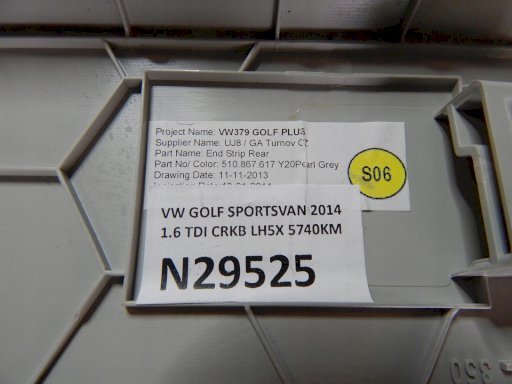 Project Name: VW379 GOLF PLUS
Supplier Name: UJ8 / GA Turnov CZ
Part Name: End Strip Rear
Part No/ Color: 510.867.617 Y20Pearl Grey
Drawing Date: 11-11-2013
S06
VW GOLF SPORTSVAN 2014
1.6 TDI CRKB LH5X 5740KM
N29525